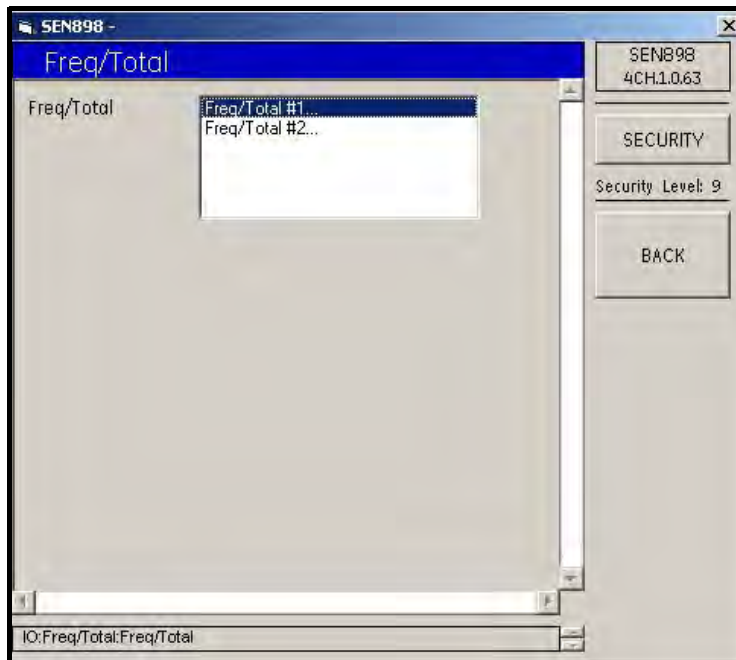 SEN898 -
Freq/Total
SEN898
4CH.1.0.63
Freq/Total
Freq/Total #1...
Freq/Total #2...
SECURITY
Security Level: 9
BACK
IO:Freq/Total:Freq/Total